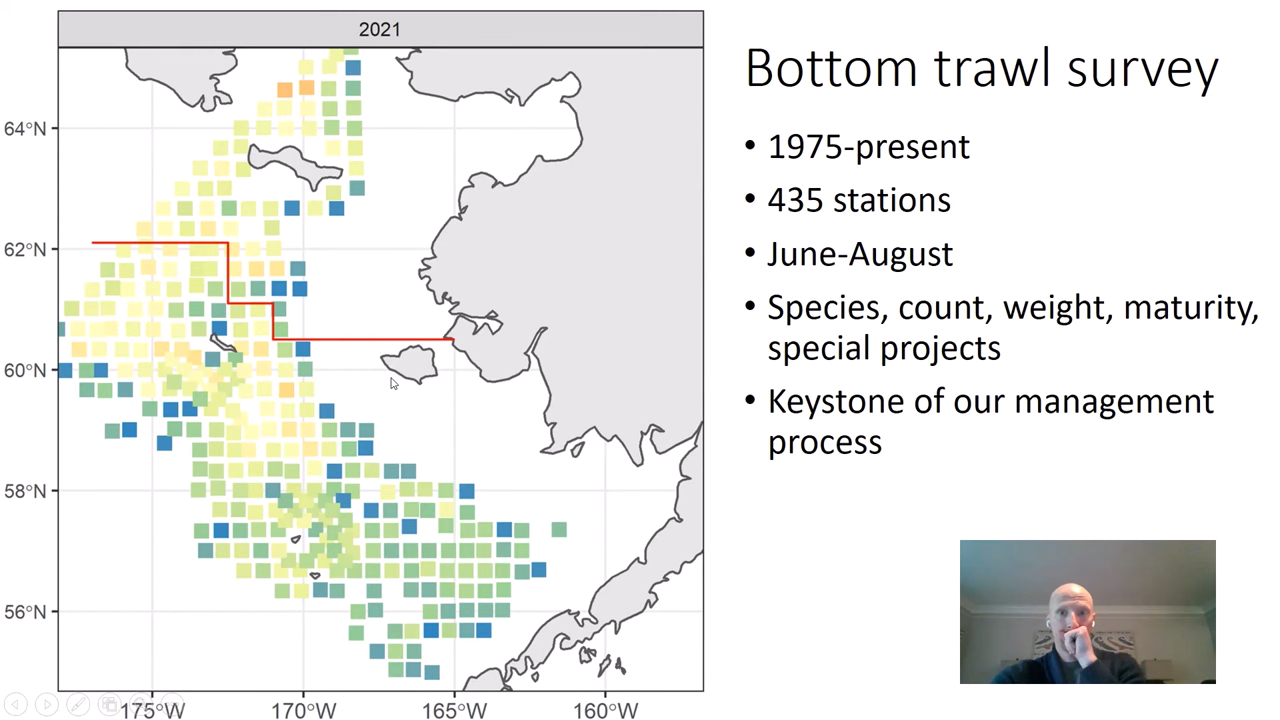 2021
64°N
62°N
60°N
58°N
56°N
175°W
170°W
165°W
160°W
Bottom trawl survey
• 1975-present
• 435 stations
• June-August
• Species, count, weight, maturity,
special projects
• Keystone of our management
process